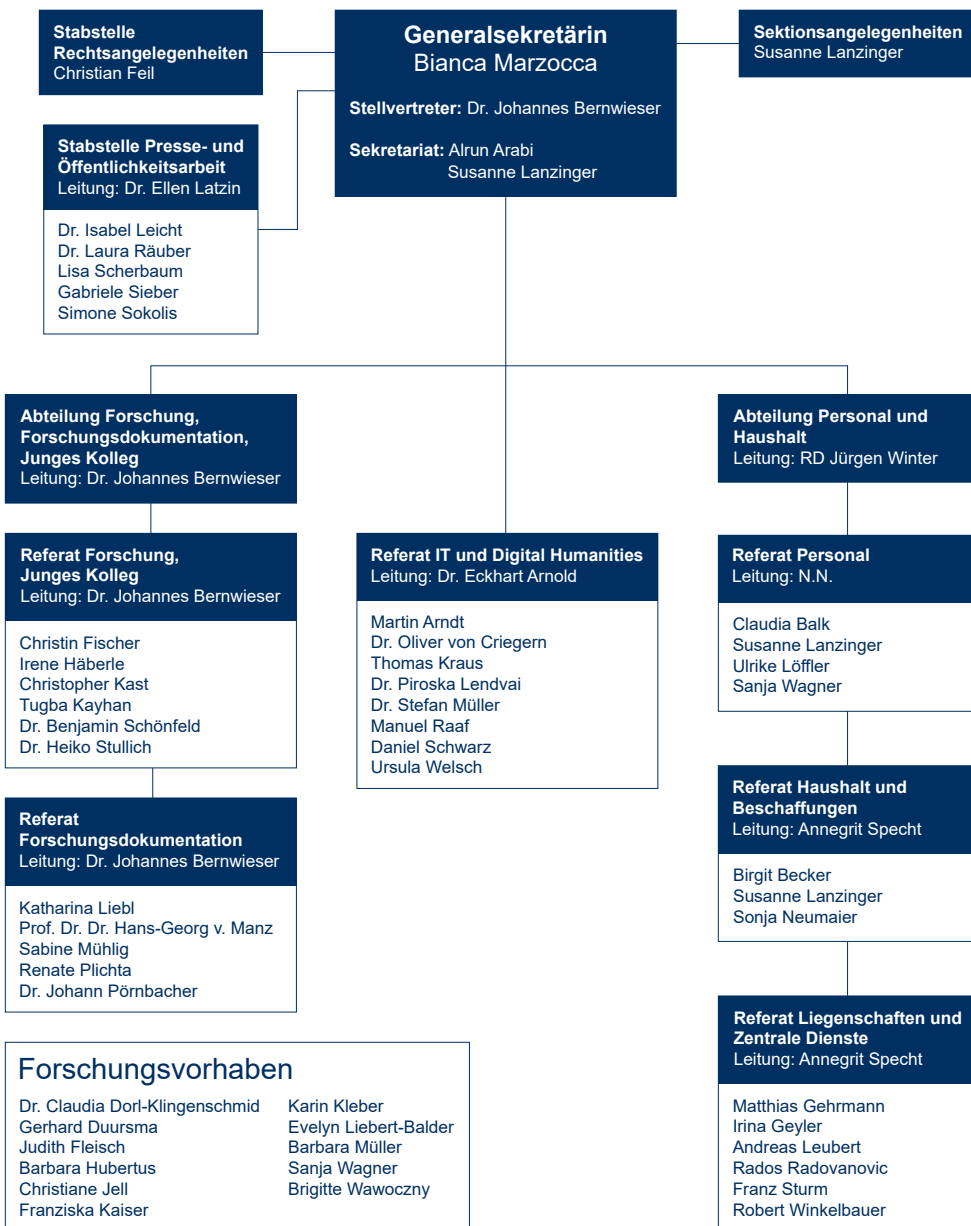 Stabstelle
Rechtsangelegenheiten
Christian Feil
Generalsekretärin
Bianca Marzocca
Stellvertreter: Dr. Johannes Bernwieser
Sekretariat: Alrun Arabi
Susanne Lanzinger
Sektionsangelegenheiten
Susanne Lanzinger
Stabstelle Presse- und
Öffentlichkeitsarbeit
Leitung: Dr. Ellen Latzin
Dr. Isabel Leicht
Dr. Laura Räuber
Lisa Scherbaum
Gabriele Sieber
Simone Sokolis
Abteilung Forschung,
Forschungsdokumentation,
Junges Kolleg
Leitung: Dr. Johannes Bernwieser
Referat Forschung,
Junges Kolleg
Leitung: Dr. Johannes Bernwieser
Christin Fischer
Irene Häberle
Christopher Kast
Tugba Kayhan
Dr. Benjamin Schönfeld
Dr. Heiko Stullich
Referat
Forschungsdokumentation
Leitung: Dr. Johannes Bernwieser
Katharina Liebl
Prof. Dr. Dr. Hans-Georg v. Manz
Sabine Mühlig
Renate Plichta
Dr. Johann Pörnbacher
Referat IT und Digital Humanities
Leitung: Dr. Eckhart Arnold
Martin Arndt
Dr. Oliver von Criegern
Thomas Kraus
Dr. Piroska Lendvai
Dr. Stefan Müller
Manuel Raaf
Daniel Schwarz
Ursula Welsch
Abteilung Personal und
Haushalt
Leitung: RD Jürgen Winter
Referat Personal
Leitung: N.N.
Claudia Balk
Susanne Lanzinger
Ulrike Löffler
Sanja Wagner
Referat Haushalt und
Beschaffungen
Leitung: Annegrit Specht
Birgit Becker
Susanne Lanzinger
Sonja Neumaier
Referat Liegenschaften und
Zentrale Dienste
Leitung: Annegrit Specht
Matthias Gehrmann
Irina Geyler
Andreas Leubert
Rados Radovanovic
Franz Sturm
Robert Winkelbauer
Forschungsvorhaben
Dr. Claudia Dorl-Klingenschmid
Gerhard Duursma
Judith Fleisch
Barbara Hubertus
Christiane Jell
Franziska Kaiser
Karin Kleber
Evelyn Liebert-Balder
Barbara Müller
Sanja Wagner
Brigitte Wawoczny